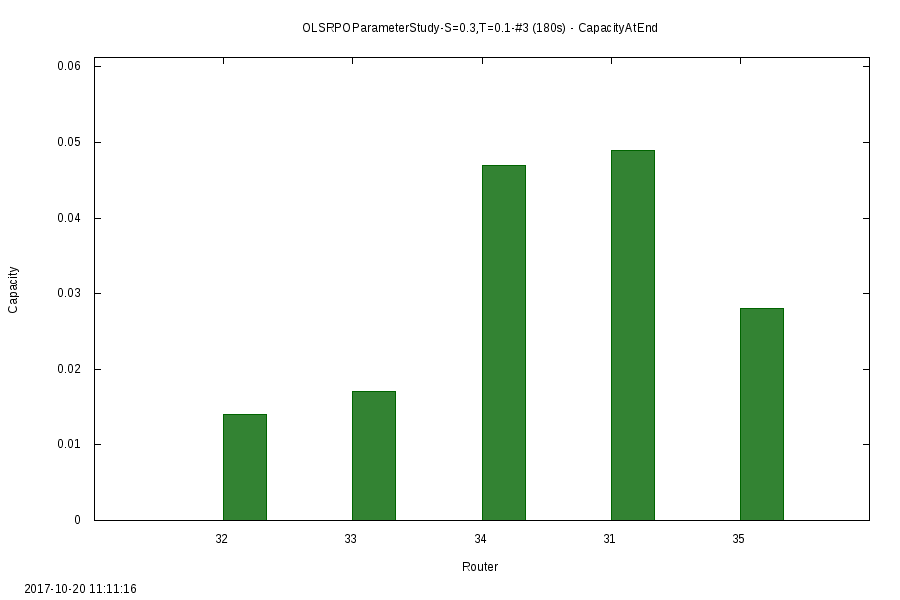 OLSRPOParameterStudy-S=0.3,T=0.1-#3 (180s) - CapacityAtEnd
0.06
0.05
0.04
0.03
0.02
0.01
0
Capacity
32 33 34 31 35
Router
2017-10-20 11:11:16